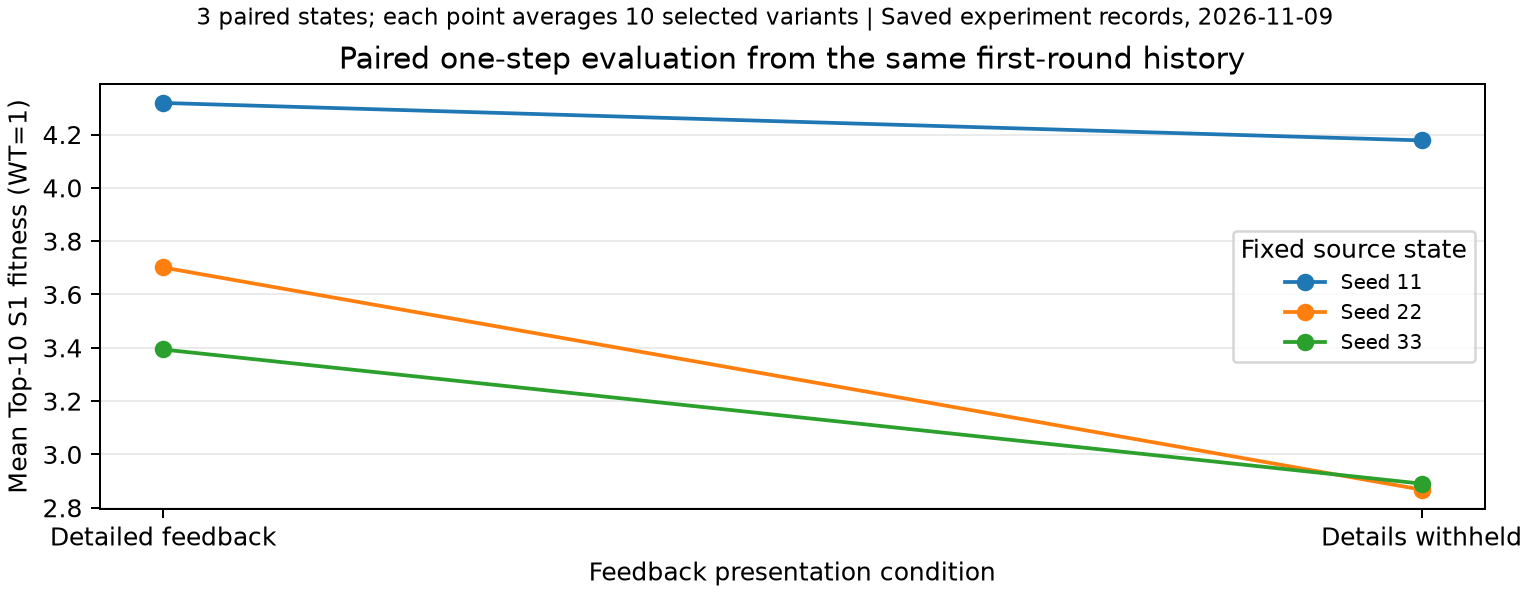 3 paired states; each point averages 10 selected variants | Saved experiment records, 2026-11-09
Paired one-step evaluation from the same first-round history
Mean Top-10 S1 fitness (WT=1)
4.2
4.0
3.8
3.6
3.4
3.2
3.0
2.8
Fixed source state
Seed 11
Seed 22
Seed 33
Detailed feedback
Details withheld
Feedback presentation condition